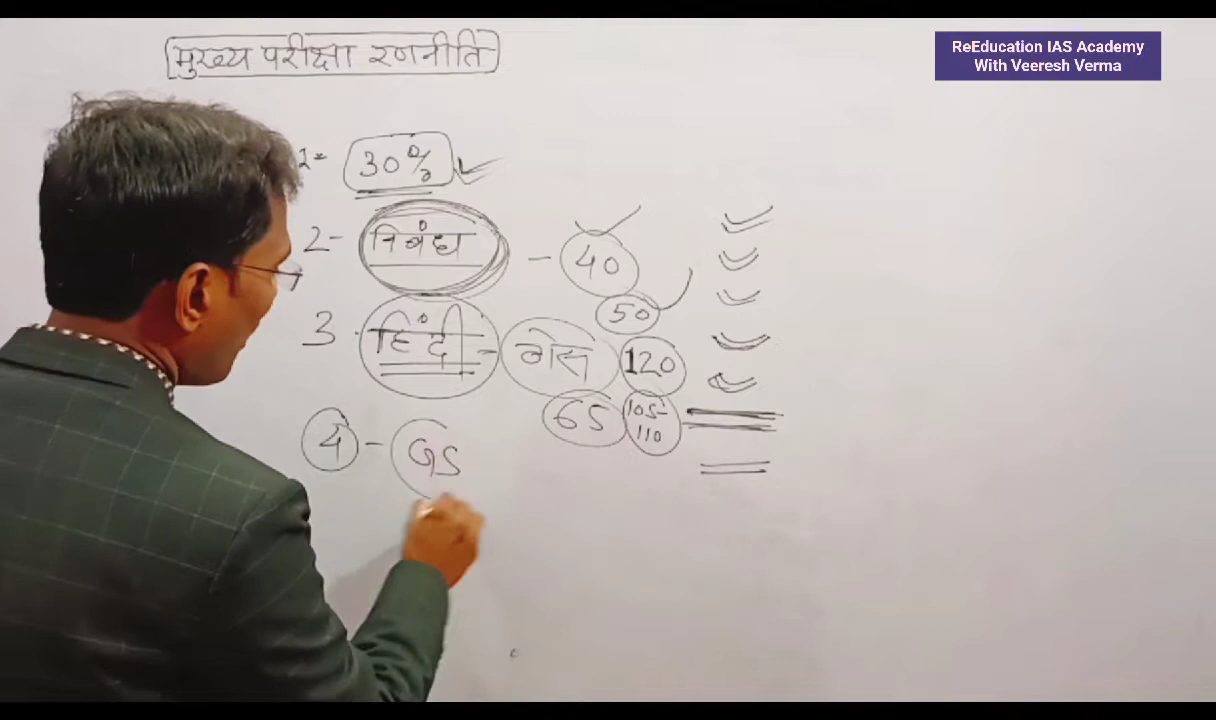 मुख्य परीक्षा रणनीति
ReEducation IAS Academy
With Veeresh Verma
1- 30%
2- निबंध - 40
50
3. हिंदी - 120
65 105-110
4 - GS